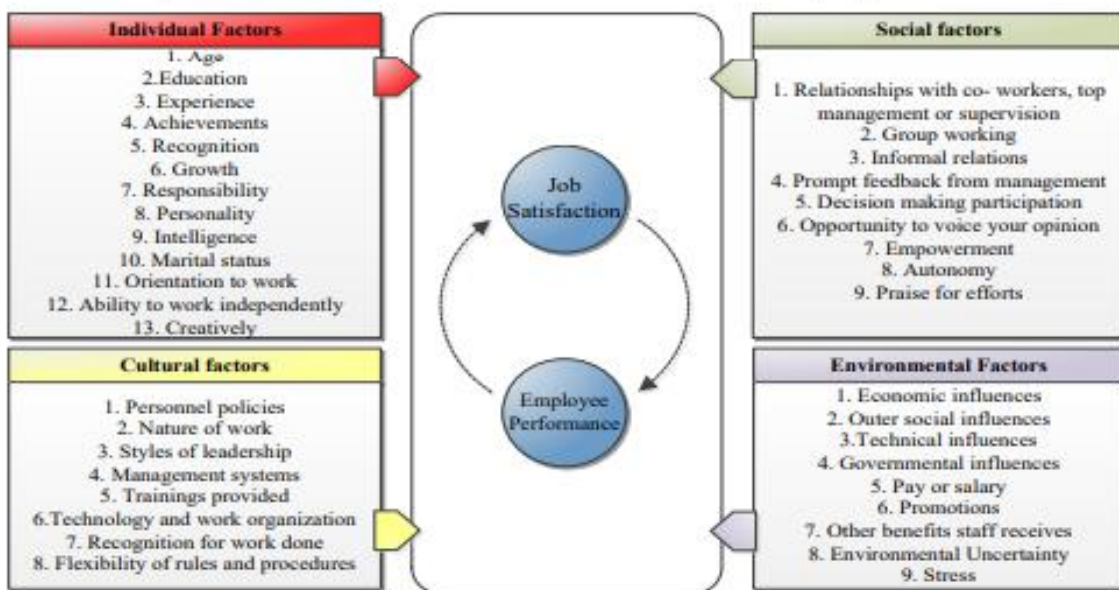 Individual Factors
1. Age
2.Education
3. Experience
4. Achievements
5. Recognition
6. Growth
7. Responsibility
8. Personality
9. Intelligence
10. Marital status
11. Orientation to work
12. Ability to work independently
13. Creatively
Cultural factors
1. Personnel policies
2. Nature of work
3. Styles of leadership
4. Management systems
5. Trainings provided
6.Technology and work organization
7. Recognition for work done
8. Flexibility of rules and procedures
Job
Satisfaction
Employee
Performance
Social factors
1. Relationships with co- workers, top
management or supervision
2. Group working
3. Informal relations
4. Prompt feedback from management
5. Decision making participation
6. Opportunity to voice your opinion
7. Empowerment
8. Autonomy
9. Praise for efforts
Environmental Factors
1. Economic influences
2. Outer social influences
3.Technical influences
4. Governmental influences
5. Pay or salary
6. Promotions
7. Other benefits staff receives
8. Environmental Uncertainty
9. Stress